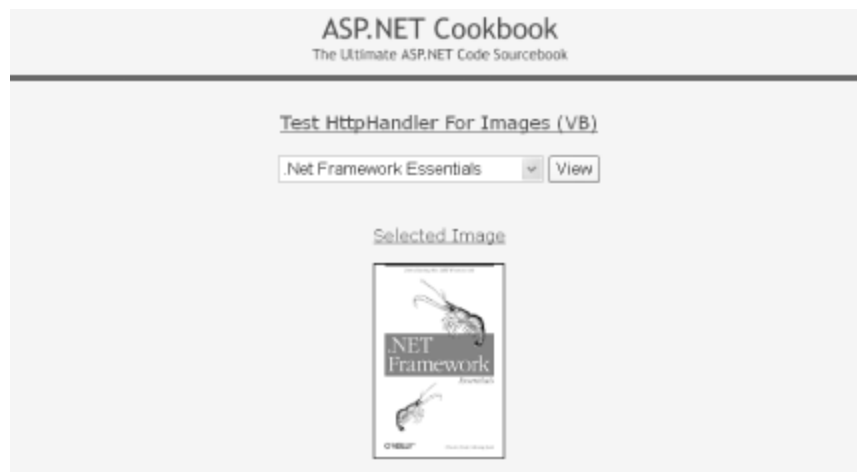 ASP.NET Cookbook
The Ultimate ASP.NET Code Sourcebook
Test HttpHandler For Images (VB)
.Net Framework Essentials
View
Selected Image
.NET
Framework
Essentials
O'REILLY